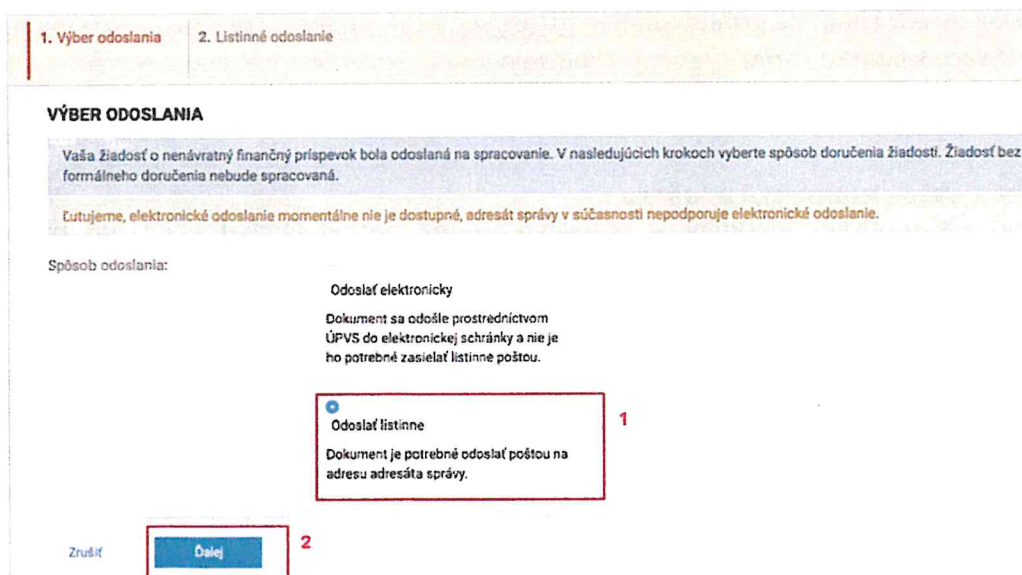 1. Výber odoslania
2. Listinné odoslanie
VÝBER ODOSLANIA
Vaša žiadosť o nenávratný finančný príspevok bola odoslaná na spracovanie. V nasledujúcich krokoch vyberte spôsob doručenia žiadosti. Žiadosť bez
formálneho doručenia nebude spracovaná.
Ľutujeme, elektronické odoslanie momentálne nie je dostupné, adresát správy v súčasnosti nepodporuje elektronické odoslanie.
Spôsob odoslania:
Odoslať elektronicky
Dokument sa odošle prostredníctvom
ÚPVS do elektronickej schránky a nie je
ho potrebné zasielať listinne poštou.
Odoslať listinne
1
Dokument je potrebné odoslať poštou na
adresu adresáta správy.
Zrušiť
Ďalej
2